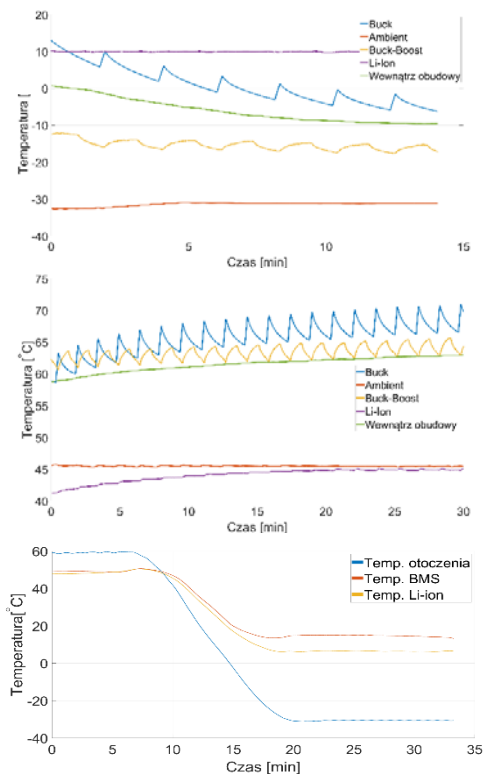 20
10
0
-10
-20
-30
-40
Temperatura [
0
5
10
15
Czas [min]
Buck
Ambient
Buck-Boost
Li-Ion
Wewnątrz obudowy
75
70
65
60
55
50
45
40
Temperatura [°C]
0
5
10
15
20
25
30
Czas [min]
Buck
Ambient
Buck-Boost
Li-Ion
Wewnątrz obudowy
60
40
20
0
-20
-40
Temperatura[°C]
0
5
10
15
20
25
30
35
Czas [min]
Temp. otoczenia
Temp. BMS
Temp. Li-ion